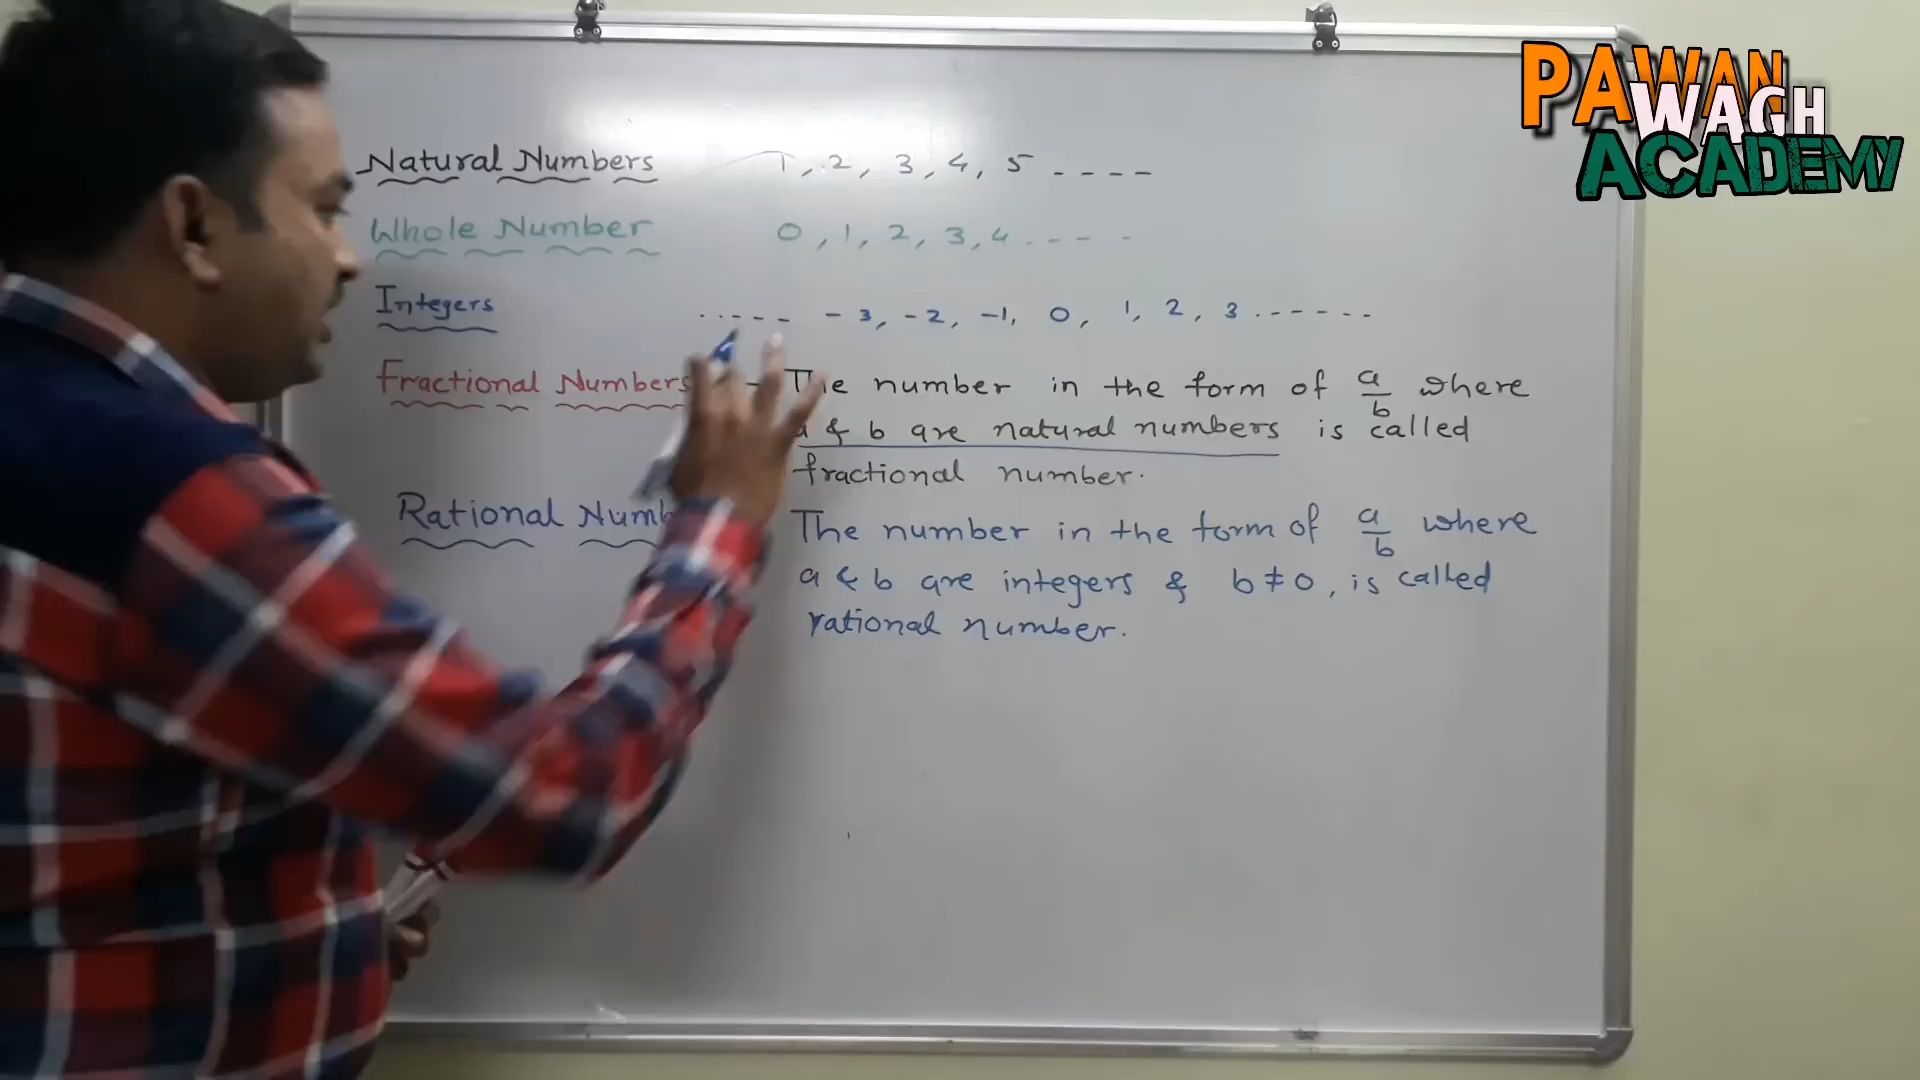 PAWAN
WAGH
ACADEMY
Natural Numbers 1, 2, 3, 4, 5 ----
Whole Number 0, 1, 2, 3, 4 ----
Integers ----- -3, -2, -1, 0, 1, 2, 3 ------
Fractional Numbers - The number in the form of a/b where
a & b are natural numbers is called
fractional number.
Rational The number in the form of a/b where
a & b are integers & b ≠ 0, is called
rational number.